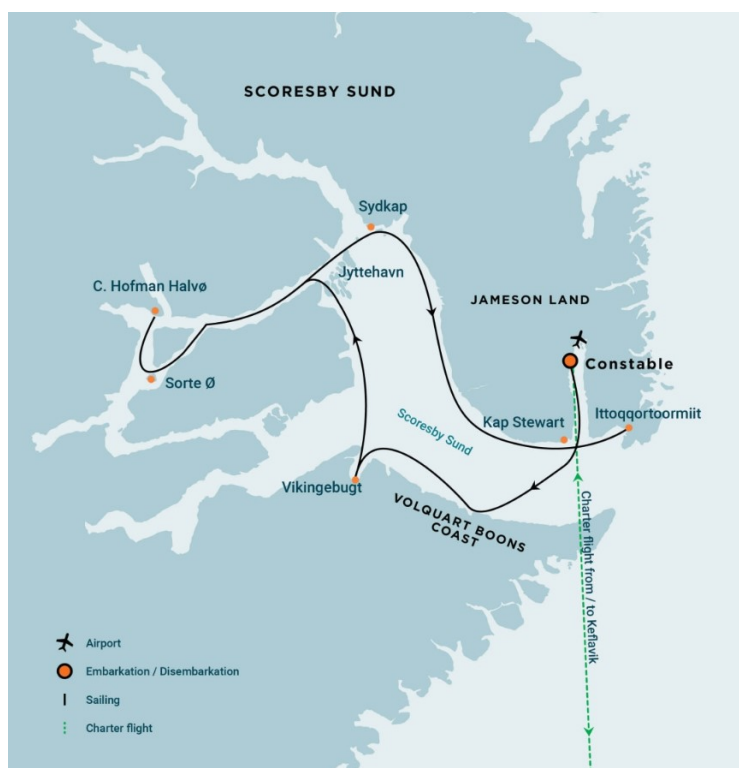 SCORESBY SUND
Sydkap
Jyttehavn
C. Hofman Halvø
JAMESON LAND
Constable
Sorte Ø
Kap Stewart
Ittoqqortoormiit
Scoresby Sund
Vikingebugt
VOLQUART BOONS
COAST
Charter flight from / to Keflavik
Airport
Embarkation / Disembarkation
Sailing
Charter flight